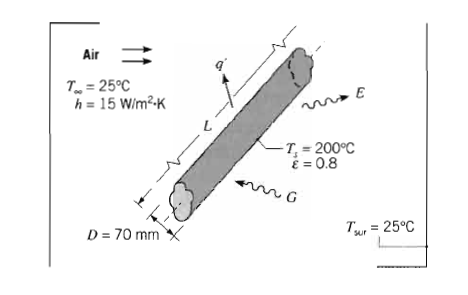 Air
T∞ = 25°C
h = 15 W/m²·K
q′
E
L
Ts = 200°C
ε = 0.8
G
D = 70 mm
Tsur = 25°C